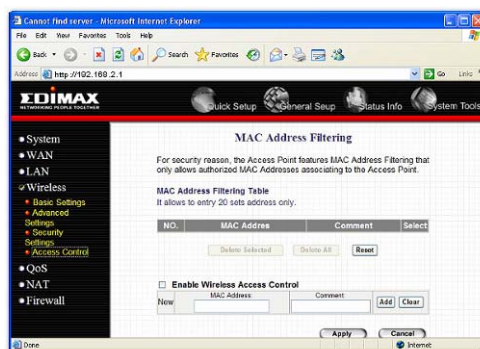 Cannot find server - Microsoft Internet Explorer
File Edit View Favorites Tools Help
Back Search Favorites
Address http://192.168.2.1 Go Links
EDIMAX
NETWORKING PEOPLE TOGETHER
Quick Setup General Seup Status Info System Tools
System
WAN
LAN
Wireless
Basic Settings
Advanced
Settings
Security
Settings
Access Control
QoS
NAT
Firewall
MAC Address Filtering
For security reason, the Access Point features MAC Address Filtering that
only allows authorized MAC Addresses associating to the Access Point.
MAC Address Filtering Table
It allows to entry 20 sets address only.
NO. MAC Addres Comment Select
Delete Selected Delete All Reset
Enable Wireless Access Control
New MAC Address: Comment: Add Clear
Apply Cancel
Done Internet